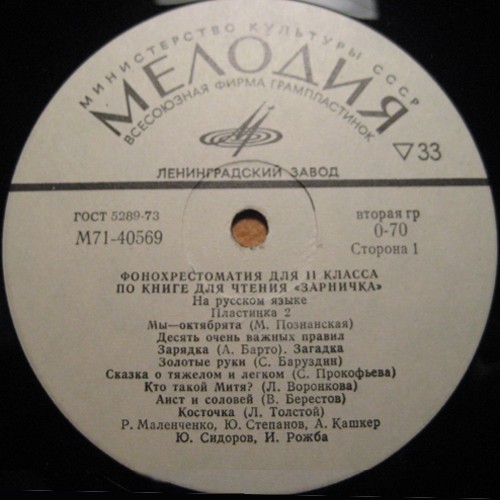 МИНИСТЕРСТВО КУЛЬТУРЫ СССР
МЕЛОДИЯ
ВСЕСОЮЗНАЯ ФИРМА ГРАМПЛАСТИНОК
▽33
ЛЕНИНГРАДСКИЙ ЗАВОД
ГОСТ 5289-73
М71-40569
вторая гр
0-70
Сторона 1
ФОНОХРЕСТОМАТИЯ ДЛЯ II КЛАССА
ПО КНИГЕ ДЛЯ ЧТЕНИЯ «ЗАРНИЧКА»
На русском языке
Пластинка 2
Мы—октябрята (М. Познанская)
Десять очень важных правил
Зарядка (А. Барто). Загадка
Золотые руки (С. Баруздин)
Сказка о тяжелом и легком (С. Прокофьева)
Кто такой Митя? (Л. Воронкова)
Аист и соловей (В. Берестов)
Косточка (Л. Толстой)
Р. Маленченко, Ю. Степанов, А. Кашкер
Ю. Сидоров, И. Рожба